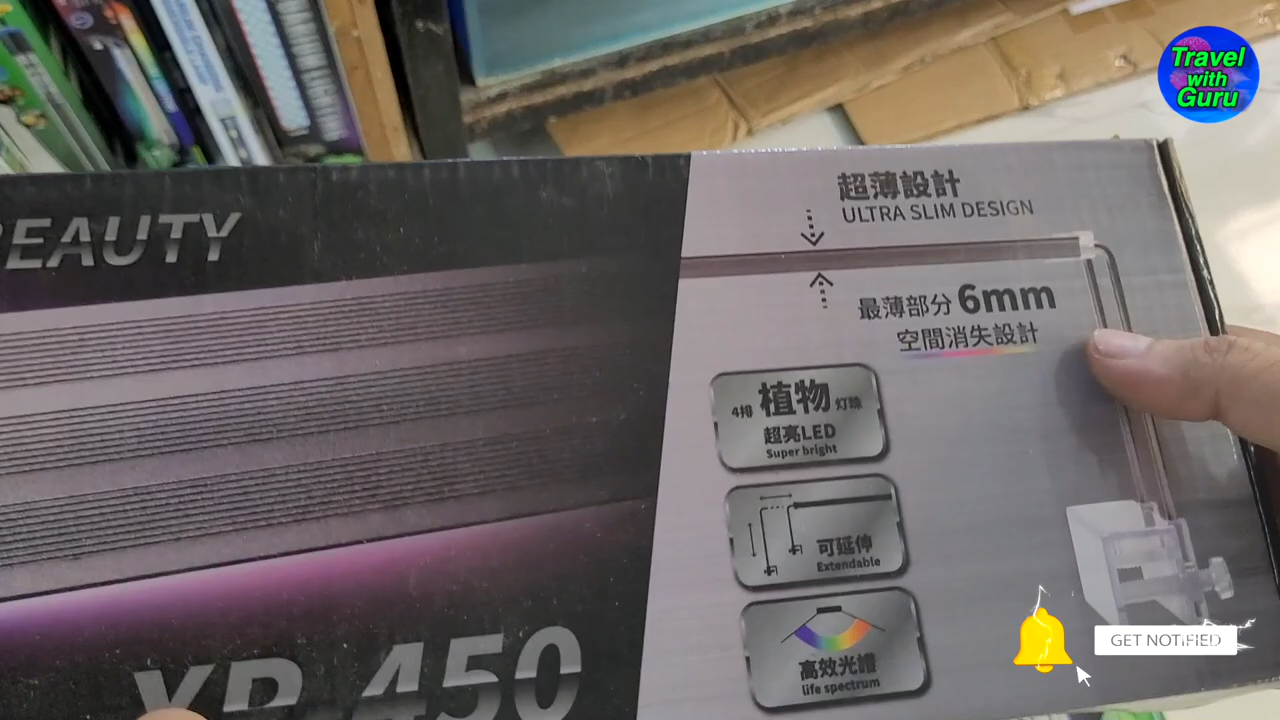 Travel
with
Guru
BEAUTY
超薄設計
ULTRA SLIM DESIGN
最薄部分 6mm
空間消失設計
4排 植物 灯珠
超亮LED
Super bright
可延伸
Extendable
高效光譜
life spectrum
450
GET NOTIFIED